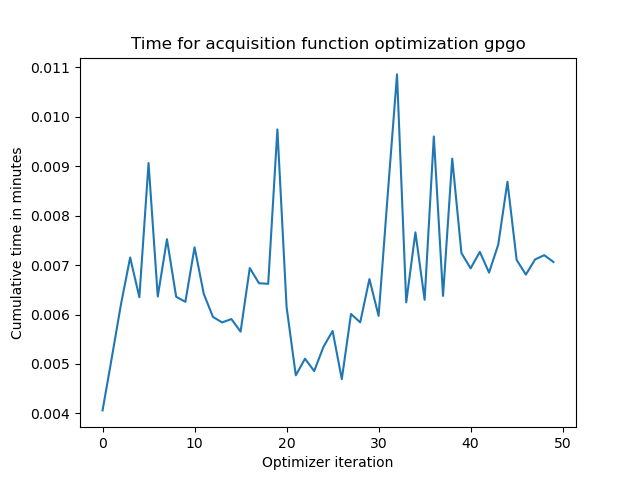 Time for acquisition function optimization gpgo
Cumulative time in minutes
0.011
0.010
0.009
0.008
0.007
0.006
0.005
0.004
0 10 20 30 40 50
Optimizer iteration